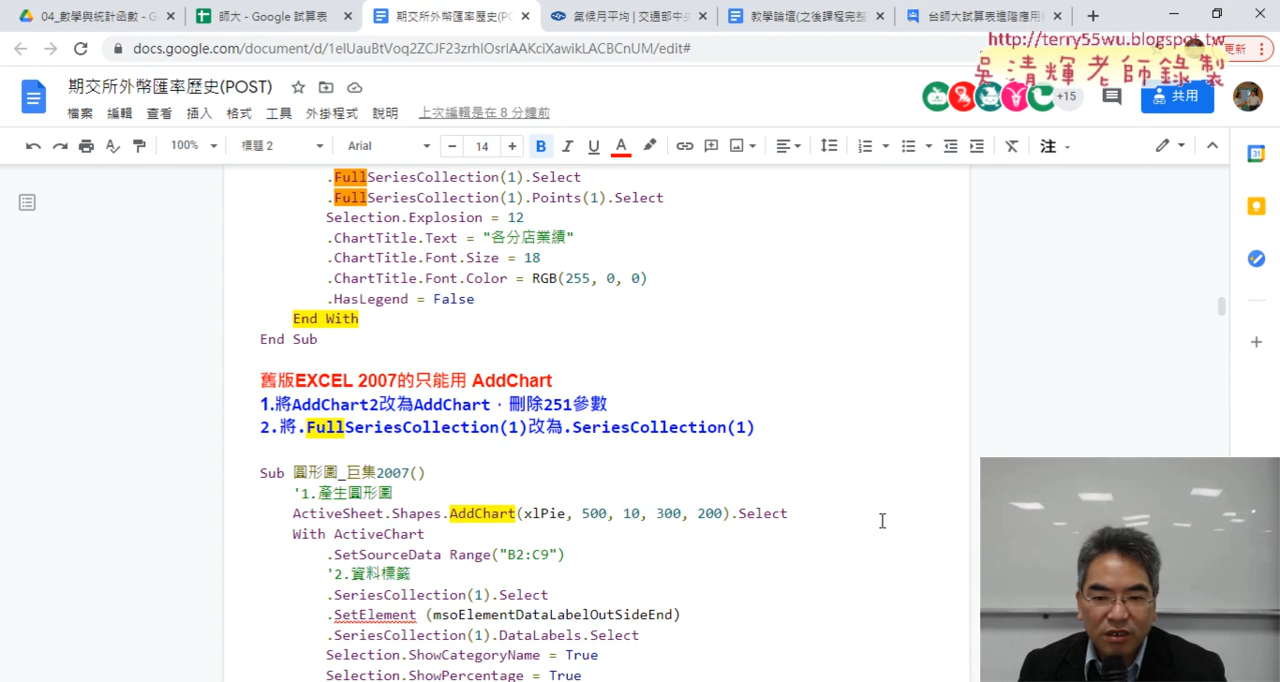 04_數學與統計函數 - G
師大 - Google 試算表
期交所外幣匯率歷史(PO
氣候月平均 | 交通部中央
教學論壇(之後課程完整
台師大試算表進階應用
docs.google.com/document/d/1elUauBtVoq2ZCJF23zrhIOsrIAAKciXawikLACBCnUM/edit#
更新
http://terry55wu.blogspot.tw
吳清輝老師錄製
期交所外幣匯率歷史(POST)
檔案 編輯 查看 插入 格式 工具 外掛程式 說明 上次編輯是在 8 分鐘前
+15
共用
100% 標題 2 Arial 14 B I U A 注
.FullSeriesCollection(1).Select
.FullSeriesCollection(1).Points(1).Select
Selection.Explosion = 12
.ChartTitle.Text = "各分店業績"
.ChartTitle.Font.Size = 18
.ChartTitle.Font.Color = RGB(255, 0, 0)
.HasLegend = False
End With
End Sub
舊版EXCEL 2007的只能用 AddChart
1.將AddChart2改為AddChart，刪除251參數
2.將.FullSeriesCollection(1)改為.SeriesCollection(1)
Sub 圓形圖_巨集2007()
'1.產生圓形圖
ActiveSheet.Shapes.AddChart(xlPie, 500, 10, 300, 200).Select
With ActiveChart
.SetSourceData Range("B2:C9")
'2.資料標籤
.SeriesCollection(1).Select
.SetElement (msoElementDataLabelOutSideEnd)
.SeriesCollection(1).DataLabels.Select
Selection.ShowCategoryName = True
Selection.ShowPercentage = True